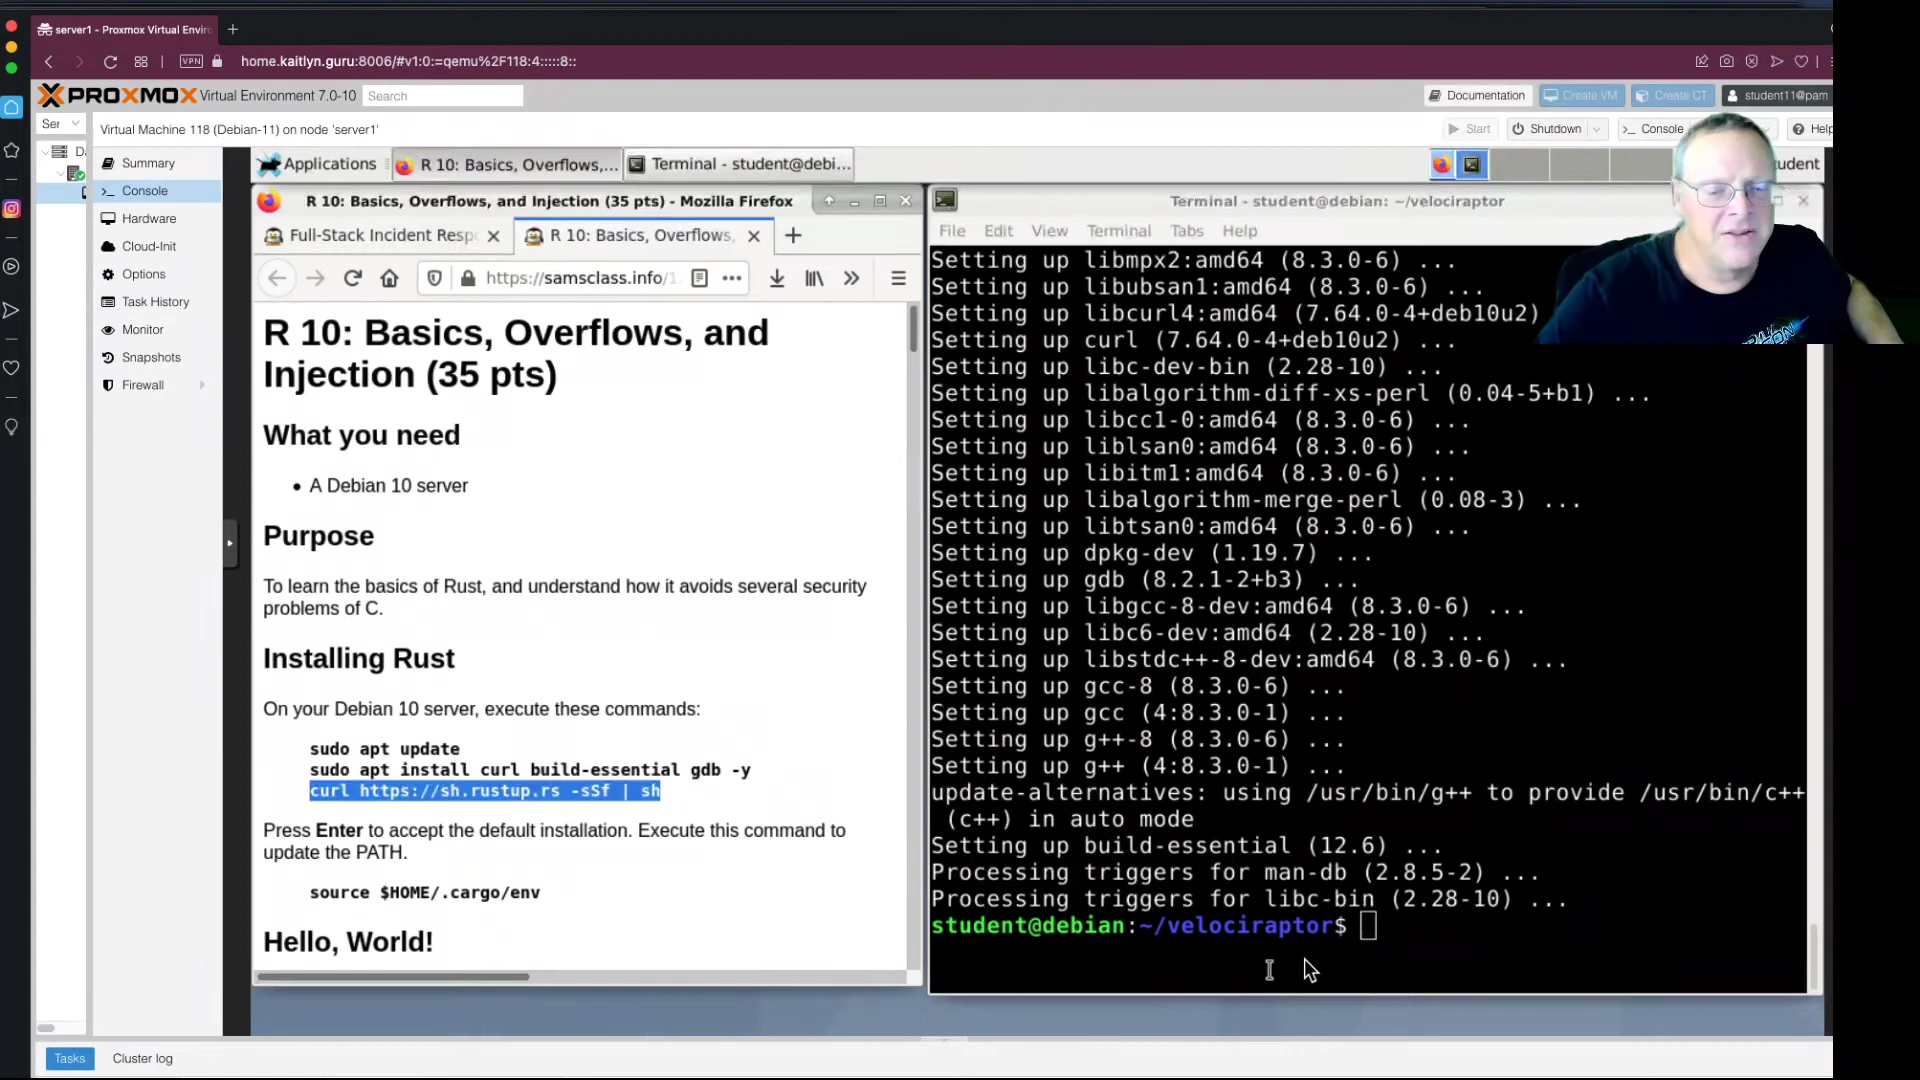 server1 - Proxmox Virtual Enviro
VPN
home.kaitlyn.guru:8006/#v1:0:=qemu%2F118:4:::::8::
PROXMOX Virtual Environment 7.0-10
Search
Documentation
Create VM
Create CT
student11@pam
Ser
Virtual Machine 118 (Debian-11) on node 'server1'
Start
Shutdown
Console
Help
Summary
Console
Hardware
Cloud-Init
Options
Task History
Monitor
Snapshots
Firewall
Applications
R 10: Basics, Overflows,...
Terminal - student@debi...
R 10: Basics, Overflows, and Injection (35 pts) - Mozilla Firefox
Full-Stack Incident Resp
R 10: Basics, Overflows,
https://samsclass.info/1
R 10: Basics, Overflows, and
Injection (35 pts)
What you need
• A Debian 10 server
Purpose
To learn the basics of Rust, and understand how it avoids several security
problems of C.
Installing Rust
On your Debian 10 server, execute these commands:
sudo apt update
sudo apt install curl build-essential gdb -y
curl https://sh.rustup.rs -sSf | sh
Press Enter to accept the default installation. Execute this command to
update the PATH.
source $HOME/.cargo/env
Hello, World!
Terminal - student@debian: ~/velociraptor
File Edit View Terminal Tabs Help
Setting up libmpx2:amd64 (8.3.0-6) ...
Setting up libubsan1:amd64 (8.3.0-6) ...
Setting up libcurl4:amd64 (7.64.0-4+deb10u2)
Setting up curl (7.64.0-4+deb10u2) ...
Setting up libc-dev-bin (2.28-10) ...
Setting up libalgorithm-diff-xs-perl (0.04-5+b1) ...
Setting up libcc1-0:amd64 (8.3.0-6) ...
Setting up liblsan0:amd64 (8.3.0-6) ...
Setting up libitm1:amd64 (8.3.0-6) ...
Setting up libalgorithm-merge-perl (0.08-3) ...
Setting up libtsan0:amd64 (8.3.0-6) ...
Setting up dpkg-dev (1.19.7) ...
Setting up gdb (8.2.1-2+b3) ...
Setting up libgcc-8-dev:amd64 (8.3.0-6) ...
Setting up libc6-dev:amd64 (2.28-10) ...
Setting up libstdc++-8-dev:amd64 (8.3.0-6) ...
Setting up gcc-8 (8.3.0-6) ...
Setting up gcc (4:8.3.0-1) ...
Setting up g++-8 (8.3.0-6) ...
Setting up g++ (4:8.3.0-1) ...
update-alternatives: using /usr/bin/g++ to provide /usr/bin/c++
(c++) in auto mode
Setting up build-essential (12.6) ...
Processing triggers for man-db (2.8.5-2) ...
Processing triggers for libc-bin (2.28-10) ...
student@debian:~/velociraptor$
Tasks
Cluster log